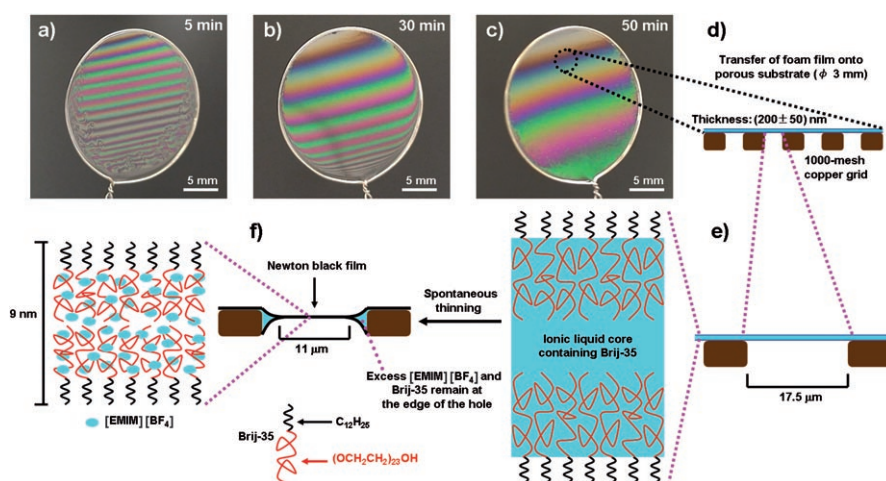 a)
5 min
5 mm
b)
30 min
5 mm
c)
50 min
5 mm
d)
Transfer of foam film onto
porous substrate (ϕ 3 mm)
Thickness: (200±50) nm
1000-mesh
copper grid
e)
17.5 μm
Ionic liquid core
containing Brij-35
Spontaneous
thinning
f)
Newton black film
11 μm
Excess [EMIM][BF₄] and
Brij-35 remain at
the edge of the hole
9 nm
[EMIM][BF₄]
Brij-35
C₁₂H₂₅
(OCH₂CH₂)₂₃OH